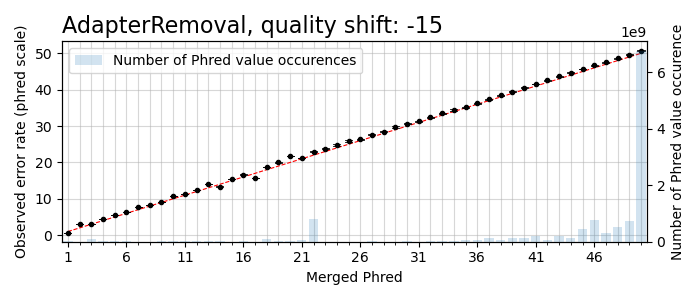 AdapterRemoval, quality shift: -15
1e9
Number of Phred value occurences
Observed error rate (phred scale)
50
40
30
20
10
0
6
4
2
0
Number of Phred value occurence
1 6 11 16 21 26 31 36 41 46
Merged Phred